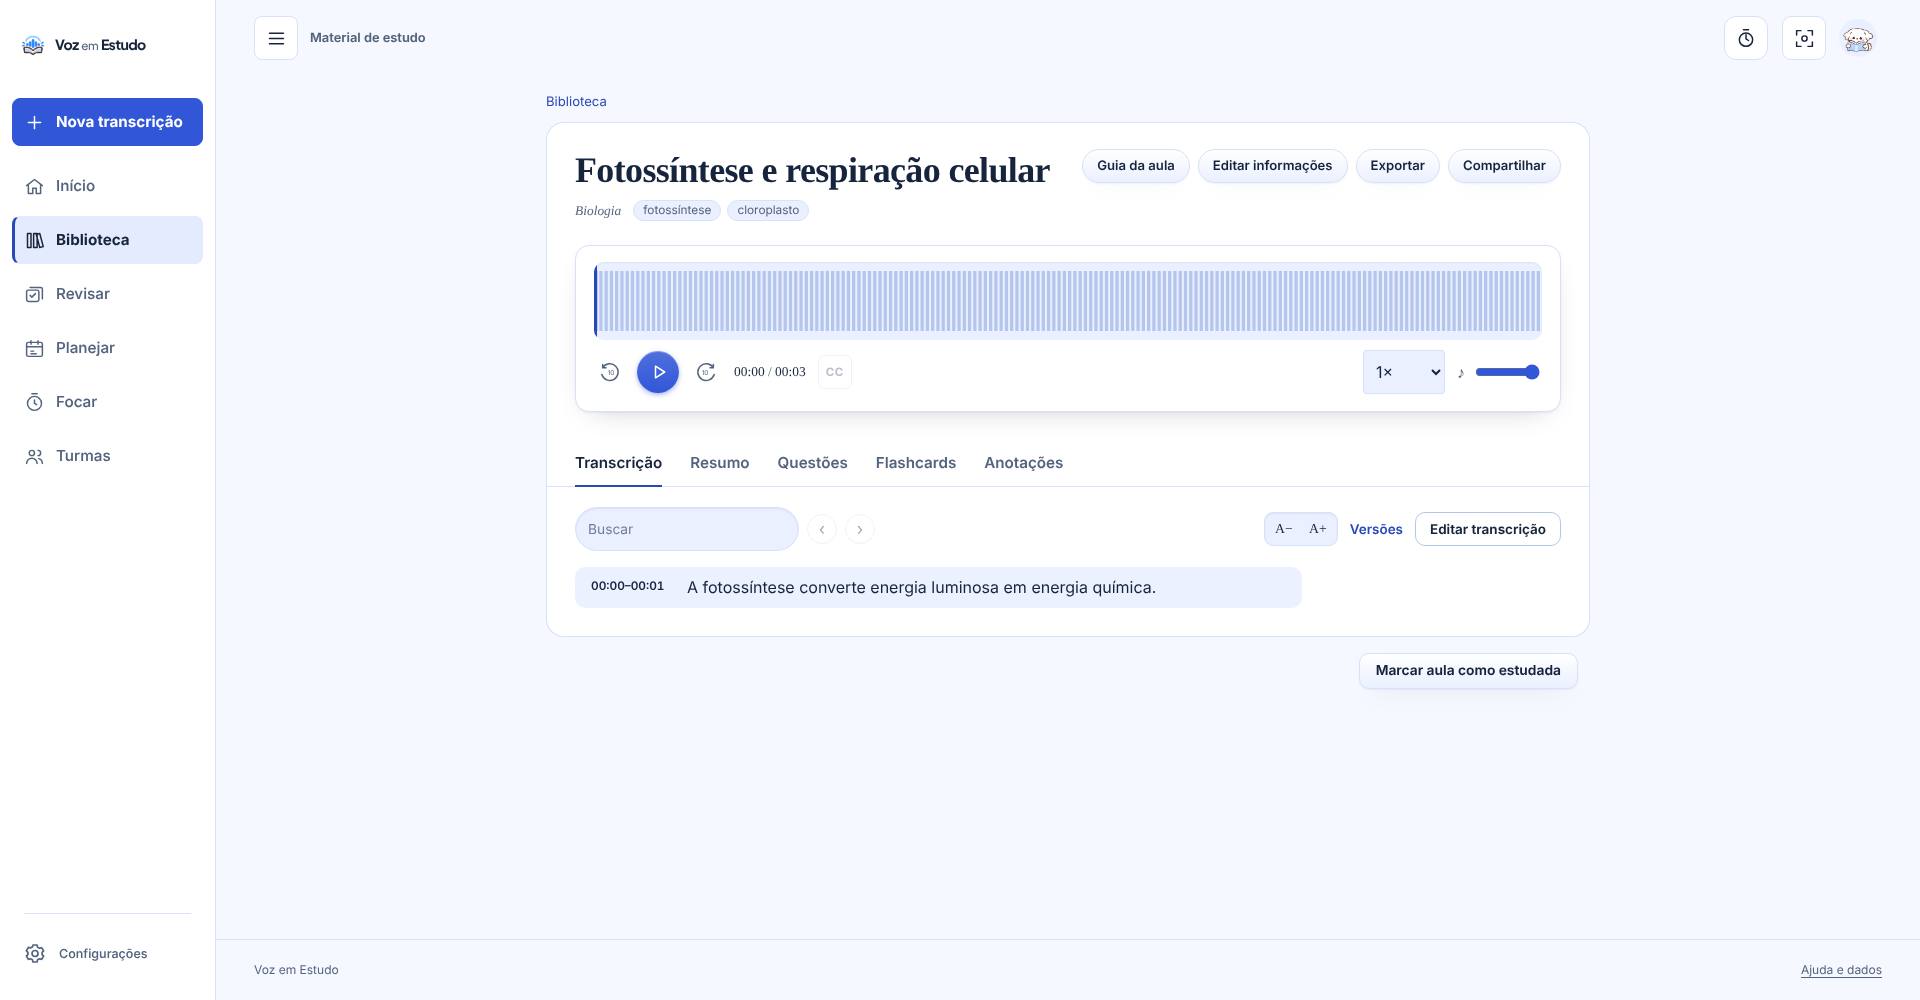 Voz em Estudo
Material de estudo
Nova transcrição
Início
Biblioteca
Revisar
Planejar
Focar
Turmas
Configurações
Biblioteca
Fotossíntese e respiração celular
Guia da aula
Editar informações
Exportar
Compartilhar
Biologia
fotossíntese
cloroplasto
10
10
00:00 / 00:03
CC
1×
Transcrição
Resumo
Questões
Flashcards
Anotações
Buscar
A−
A+
Versões
Editar transcrição
00:00–00:01 A fotossíntese converte energia luminosa em energia química.
Marcar aula como estudada
Voz em Estudo
Ajuda e dados